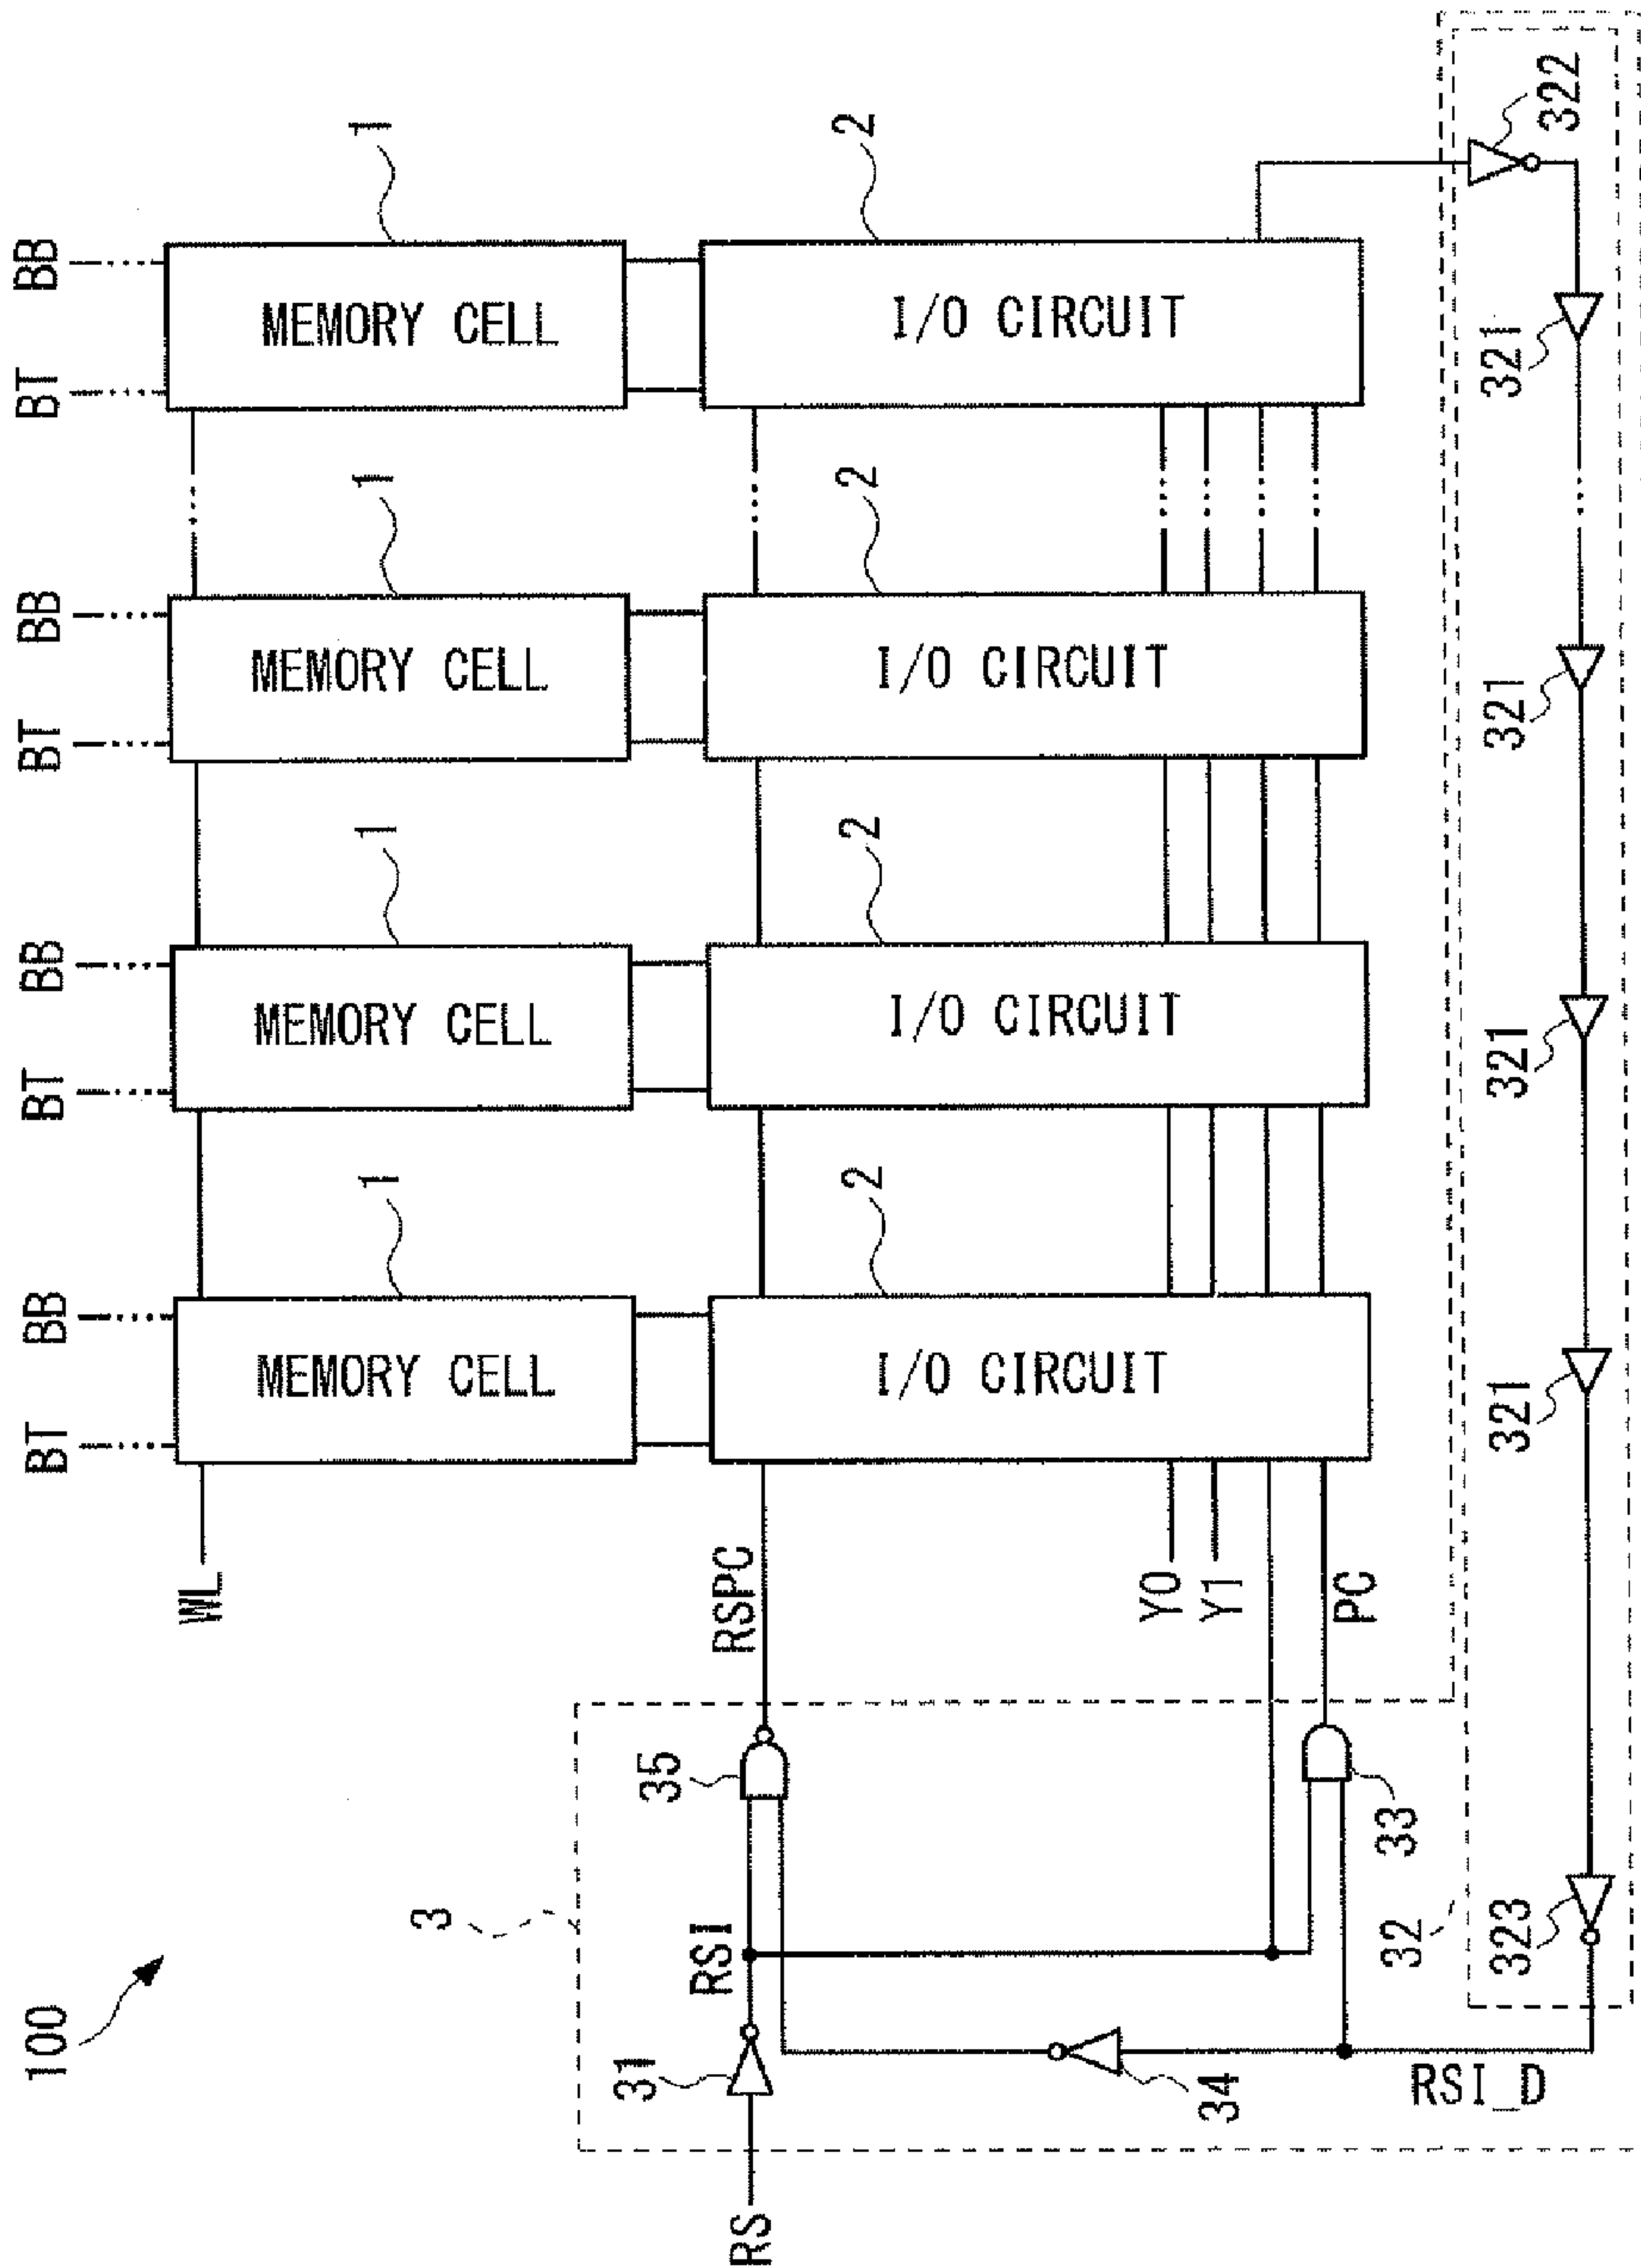 100
BT
BB
BT
BB
BT
BB
BT
BB
1
1
1
1
MEMORY CELL
MEMORY CELL
MEMORY CELL
MEMORY CELL
WL
2
2
2
2
I/O CIRCUIT
I/O CIRCUIT
I/O CIRCUIT
I/O CIRCUIT
3
RS
31
RSI
35
RSPC
34
Y0
Y1
33
PC
RSI_D
32
323
321
321
321
321
322